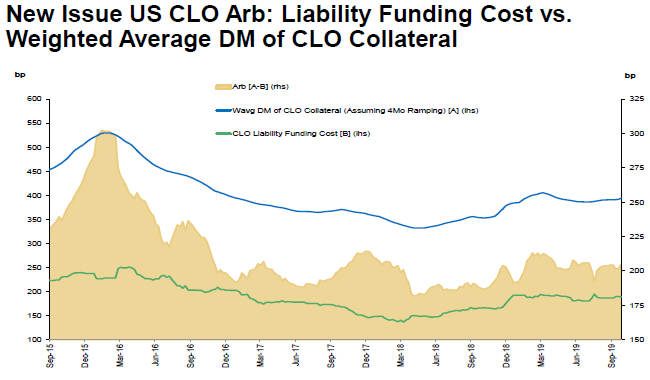 New Issue US CLO Arb: Liability Funding Cost vs.
Weighted Average DM of CLO Collateral
bp
bp
Arb [A-B] (rhs)
Wavg DM of CLO Collateral (Assuming 4Mo Ramping) [A] (lhs)
CLO Liability Funding Cost [B] (lhs)
600
550
500
450
400
350
300
250
200
150
100
325
300
275
250
225
200
175
150
Sep-15
Dec-15
Mar-16
Jun-16
Sep-16
Dec-16
Mar-17
Jun-17
Sep-17
Dec-17
Mar-18
Jun-18
Sep-18
Dec-18
Mar-19
Jun-19
Sep-19